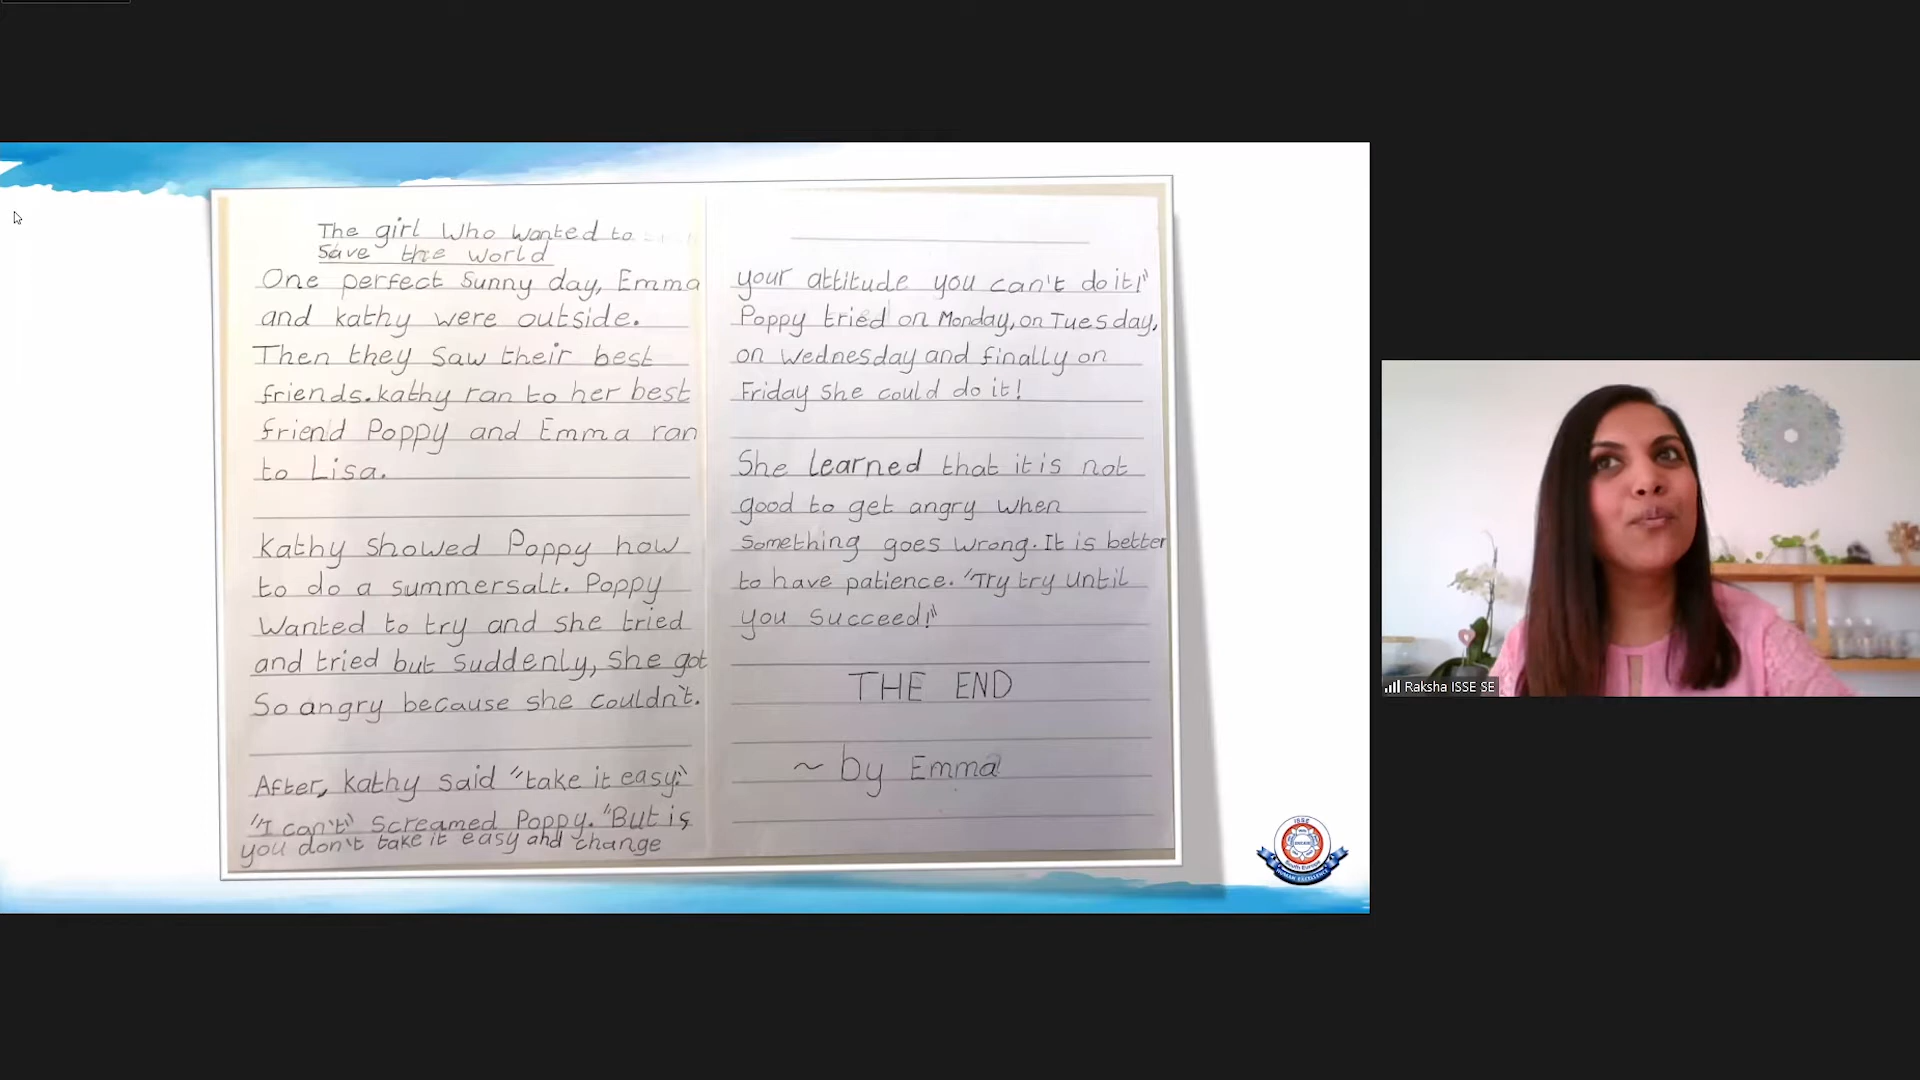 The girl Who Wanted to
Save the world
One perfect Sunny day, Emma
and kathy were outside.
Then they Saw their best
friends. kathy ran to her best
friend Poppy and Emma ran
to Lisa.
Kathy showed Poppy how
to do a summersalt. Poppy
Wanted to try and she tried
and tried but suddenly, she got
So angry because she couldn't.
After, kathy said "take it easy."
"I can't" Screamed Poppy. "But is
you don't take it easy and change
your attitude you can't do it!"
Poppy tried on Monday, on Tuesday,
on Wednesday and finally on
Friday She could do it!
She learned that it is not
good to get angry when
Something goes wrong. It is better
to have patience. "Try try until
you Succeed!"
THE END
~ by Emma
ISSE
South Europe
HUMAN EXCELLENCE
Raksha ISSE SE